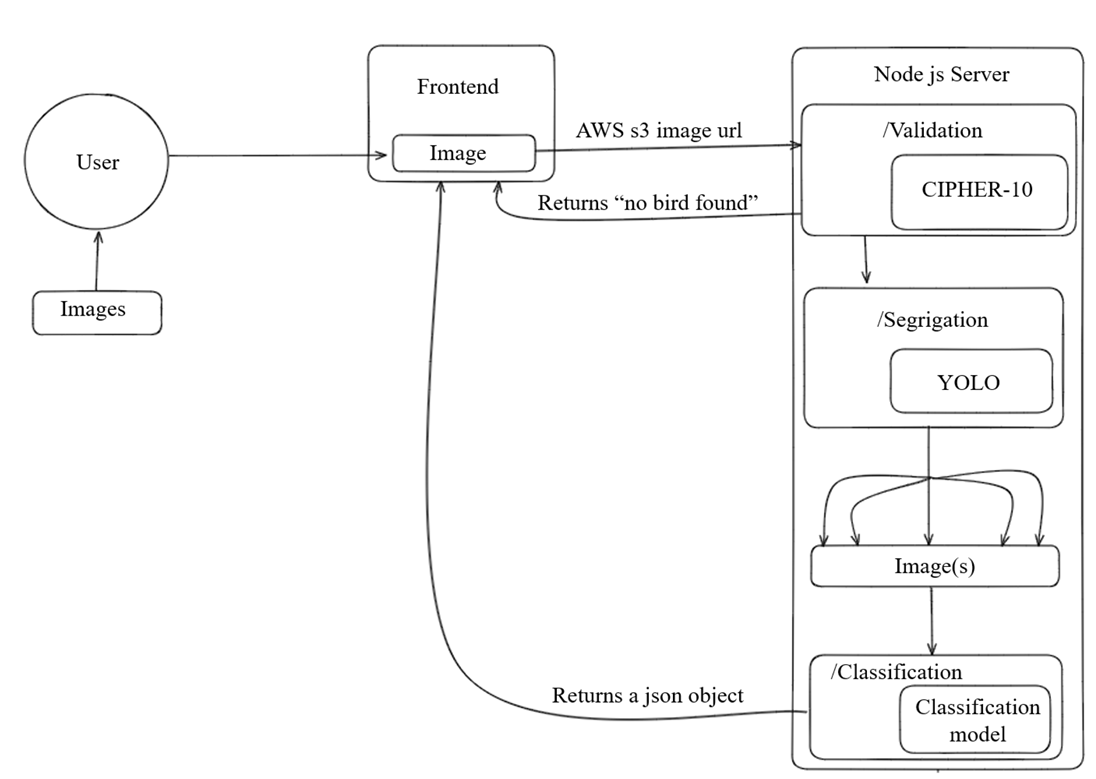 Node js Server
Frontend
AWS s3 image url
/Validation
Image
User
CIPHER-10
Returns “no bird found”
Images
/Segrigation
YOLO
Image(s)
/Classification
Returns a json object
Classification
model